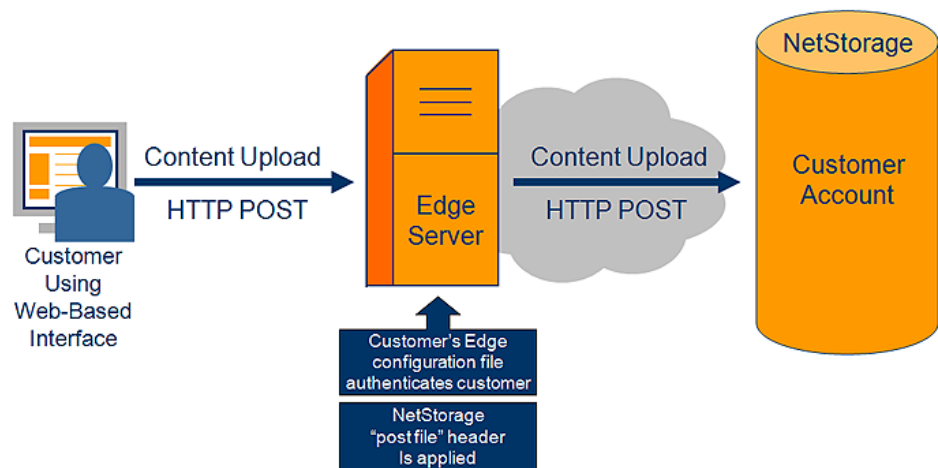 Customer
Using
Web-Based
Interface
Content Upload
HTTP POST
Edge
Server
Customer's Edge
configuration file
authenticates customer
NetStorage
“post file” header
Is applied
Content Upload
HTTP POST
NetStorage
Customer
Account